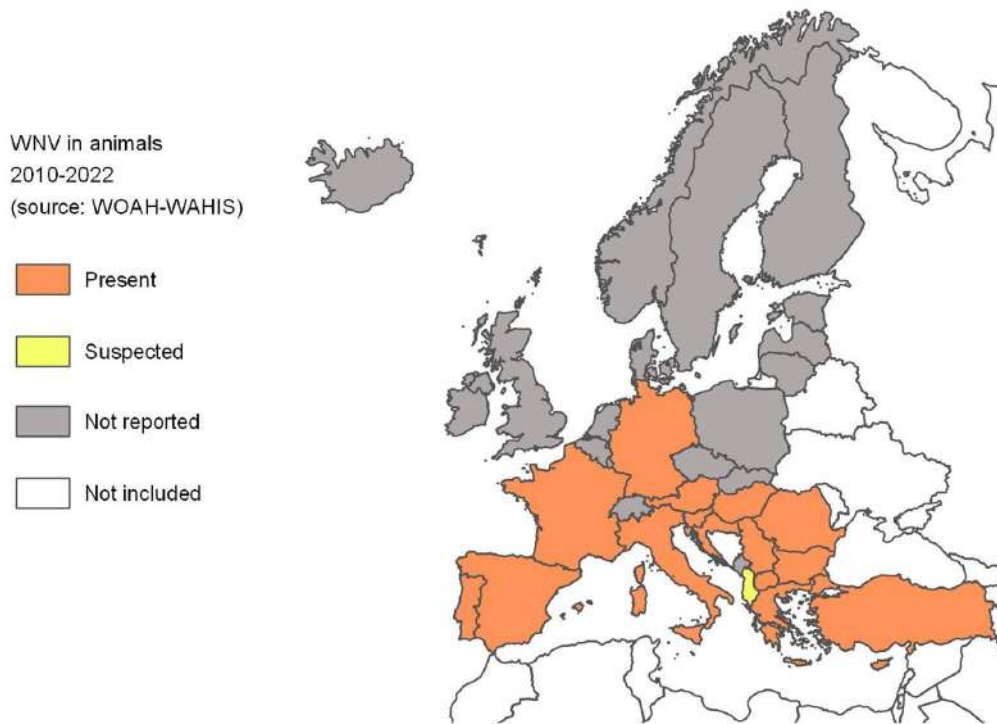 WNV in animals
2010-2022
(source: WOAH-WAHIS)
Present
Suspected
Not reported
Not included